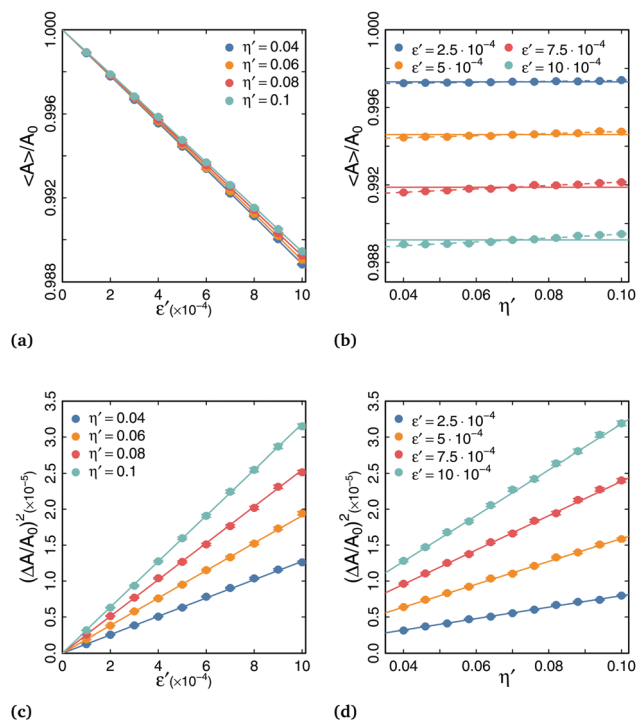 1.000
0.996
0.992
0.988
<A>/A0
η′ = 0.04
η′ = 0.06
η′ = 0.08
η′ = 0.1
0 2 4 6 8 10
ε′ (×10⁻⁴)
(a)
1.000
0.996
0.992
0.988
<A>/A0
ε′ = 2.5 · 10⁻⁴
ε′ = 5 · 10⁻⁴
ε′ = 7.5 · 10⁻⁴
ε′ = 10 · 10⁻⁴
0.04 0.06 0.08 0.10
η′
(b)
3.5
3.0
2.5
2.0
1.5
1.0
0.5
0.0
(ΔA/A0)² (×10⁻⁵)
η′ = 0.04
η′ = 0.06
η′ = 0.08
η′ = 0.1
0 2 4 6 8 10
ε′ (×10⁻⁴)
(c)
3.5
3.0
2.5
2.0
1.5
1.0
0.5
0.0
(ΔA/A0)² (×10⁻⁵)
ε′ = 2.5 · 10⁻⁴
ε′ = 5 · 10⁻⁴
ε′ = 7.5 · 10⁻⁴
ε′ = 10 · 10⁻⁴
0.04 0.06 0.08 0.10
η′
(d)